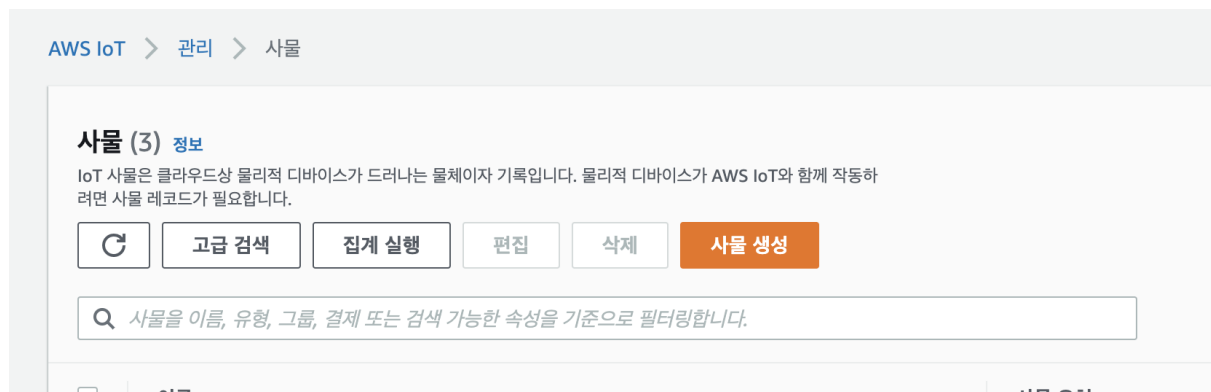 AWS IoT > 관리 > 사물
사물 (3) 정보
IoT 사물은 클라우드상 물리적 디바이스가 드러나는 물체이자 기록입니다. 물리적 디바이스가 AWS IoT와 함께 작동하
려면 사물 레코드가 필요합니다.
고급 검색 집계 실행 편집 삭제 사물 생성
사물을 이름, 유형, 그룹, 결제 또는 검색 가능한 속성을 기준으로 필터링합니다.